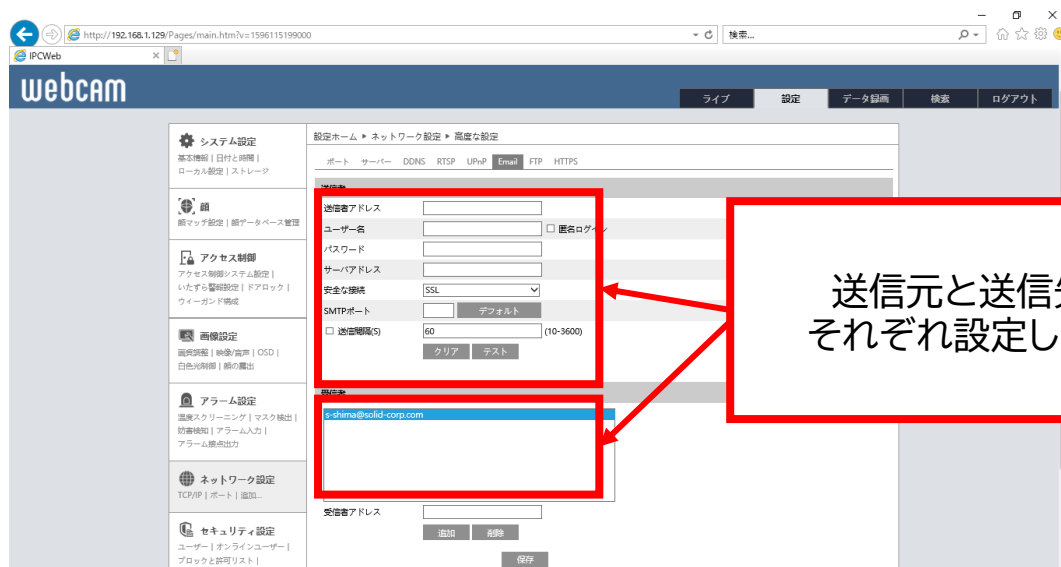 http://192.168.1.129/Pages/main.htm?v=1596115199000
検索...
IPCWeb
webcam
ライブ 設定 データ録画 検索 ログアウト
システム設定
基本情報 | 日付と時間 |
ローカル設定 | ストレージ
顔
顔マッチ設定 | 顔データベース管理
アクセス制御
アクセス制御システム設定 |
いたずら警報設定 | ドアロック |
ウィーガンド構成
画像設定
画質調整 | 映像/音声 | OSD |
白色光制御 | 顔の露出
アラーム設定
温度スクリーニング | マスク検出 |
妨害検知 | アラーム入力 |
アラーム接点出力
ネットワーク設定
TCP/IP | ポート | 追加...
セキュリティ設定
ユーザー | オンラインユーザー |
ブロックと許可リスト |
設定ホーム ▶ ネットワーク設定 ▶ 高度な設定
ポート サーバー DDNS RTSP UPnP Email FTP HTTPS
送信者
送信者アドレス
ユーザー名 匿名ログイン
パスワード
サーバアドレス
安全な接続 SSL
SMTPポート デフォルト
送信間隔(S) 60 (10-3600)
クリア テスト
受信者
s-shima@solid-corp.com
受信者アドレス
追加 削除
保存
送信元と送信先
それぞれ設定し